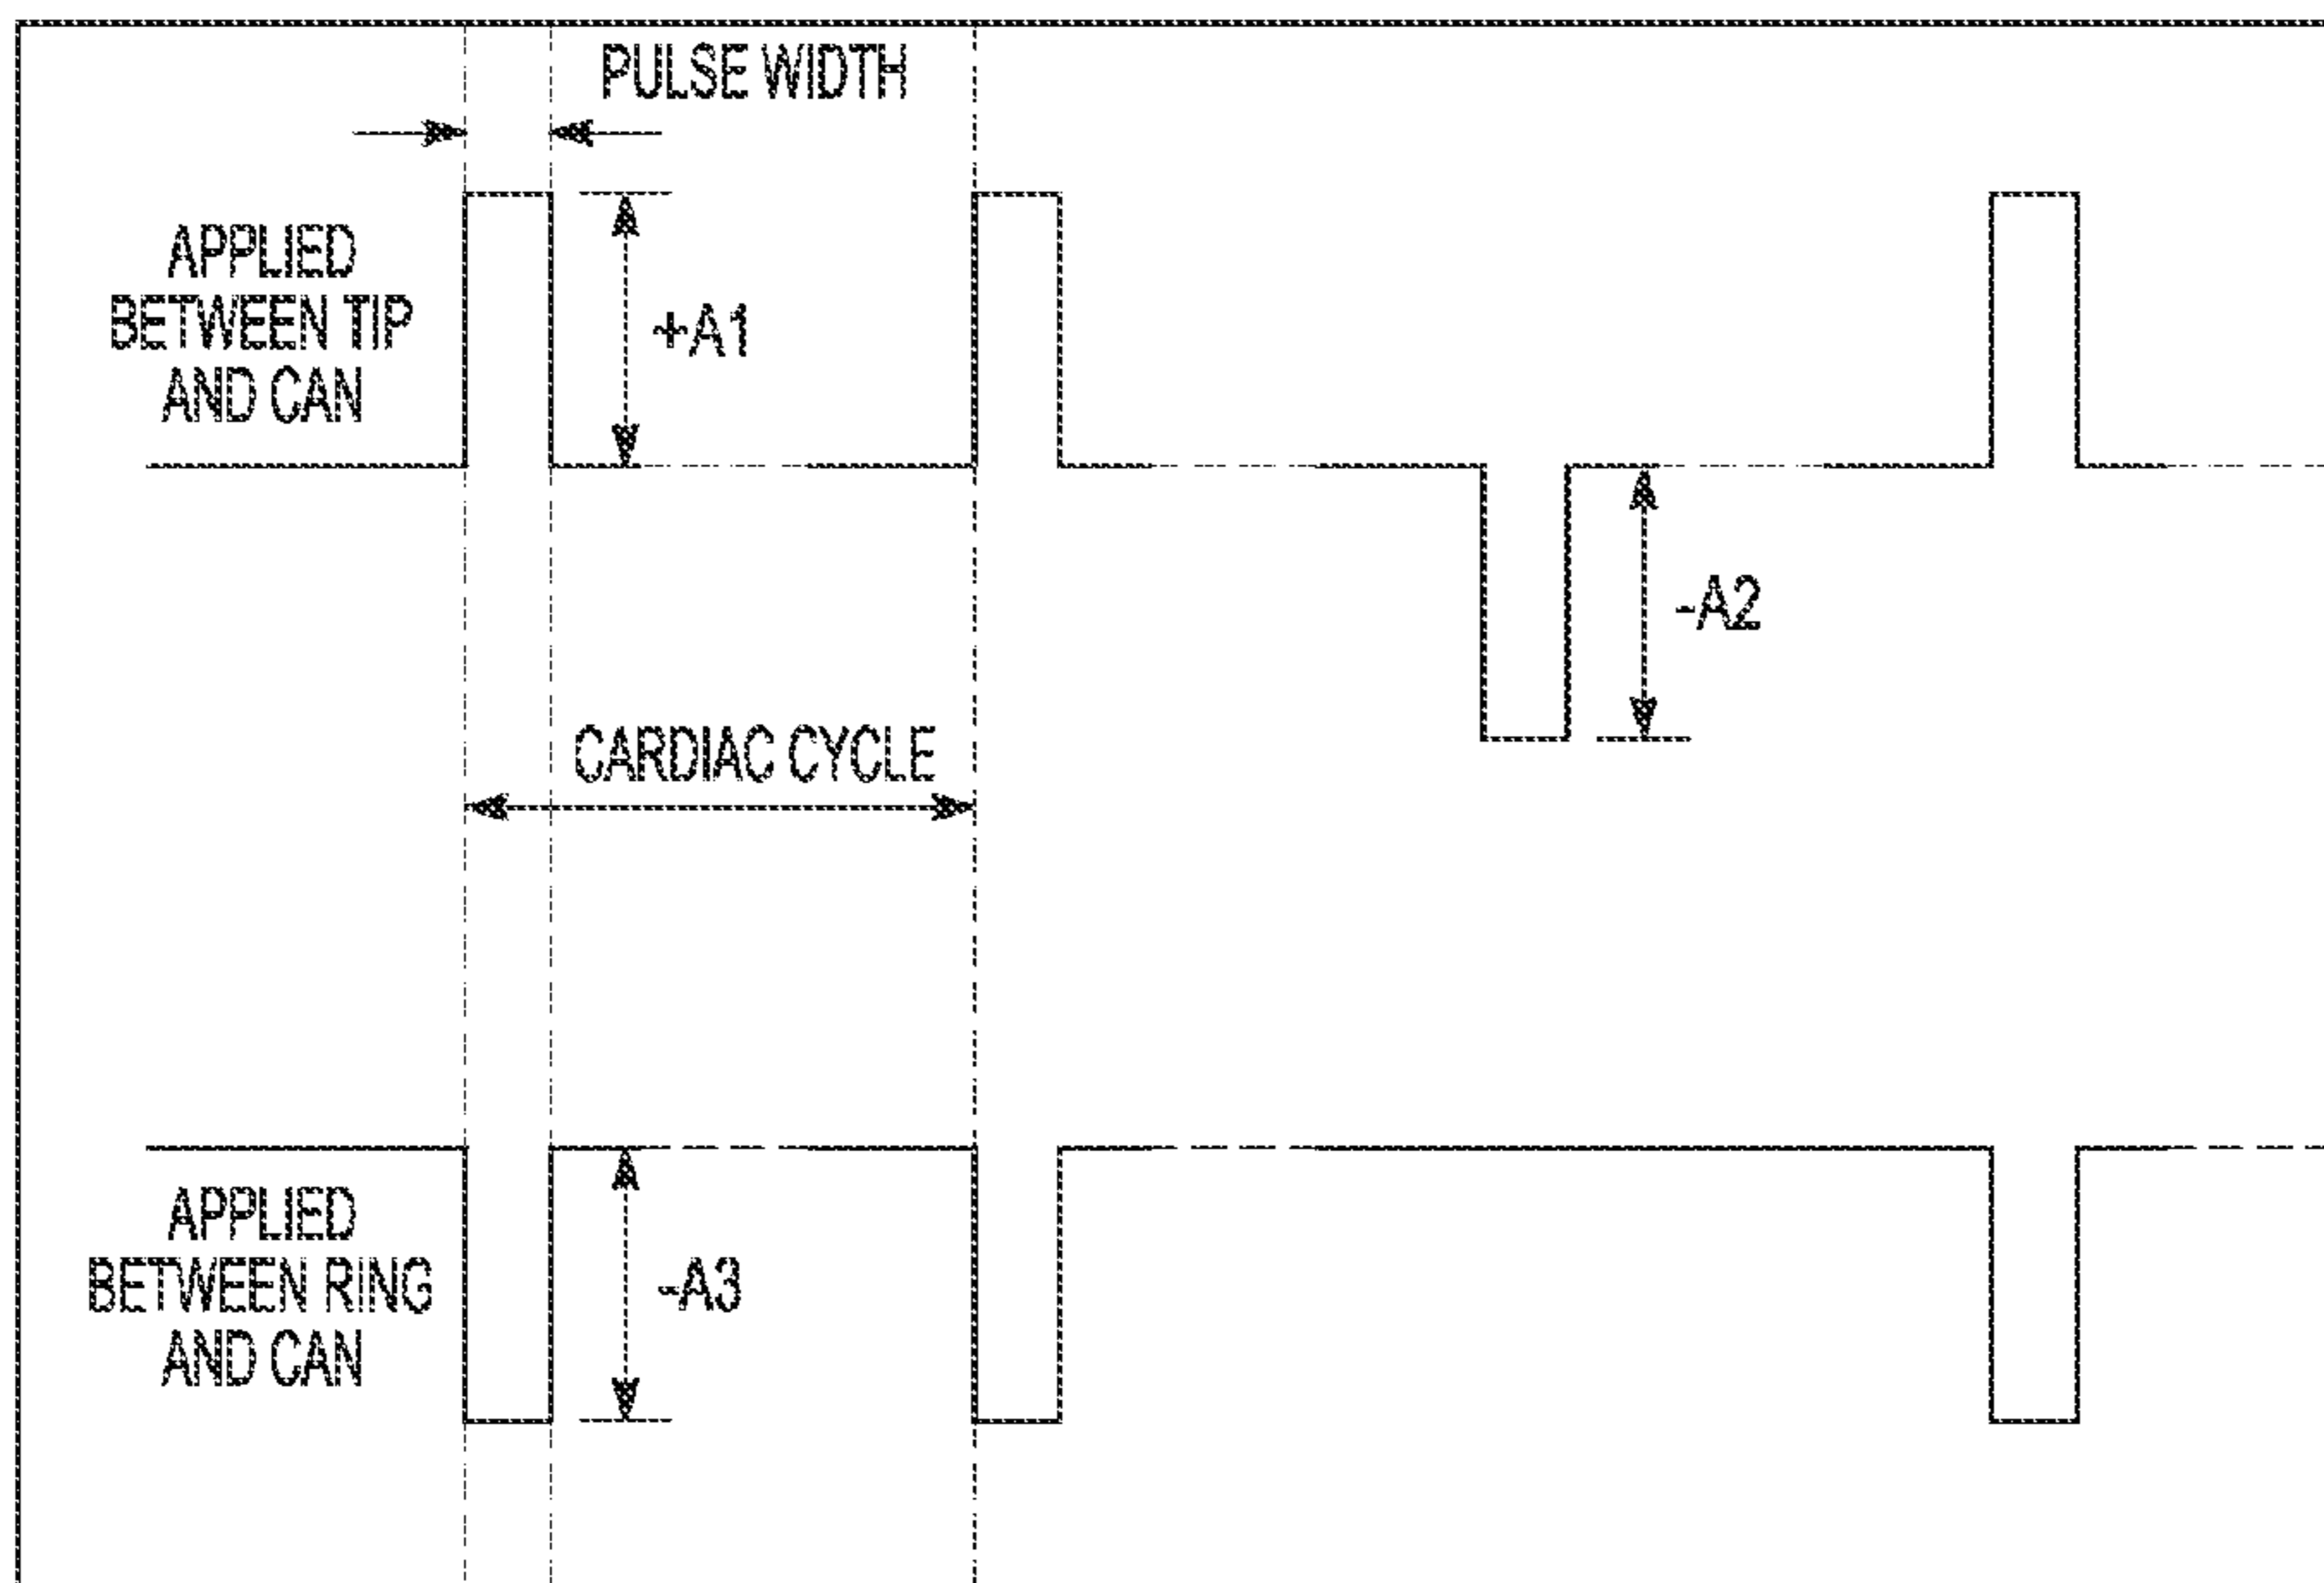 PULSE WIDTH
APPLIED
BETWEEN TIP
AND CAN
+A1
-A2
CARDIAC CYCLE
APPLIED
BETWEEN RING
AND CAN
-A3